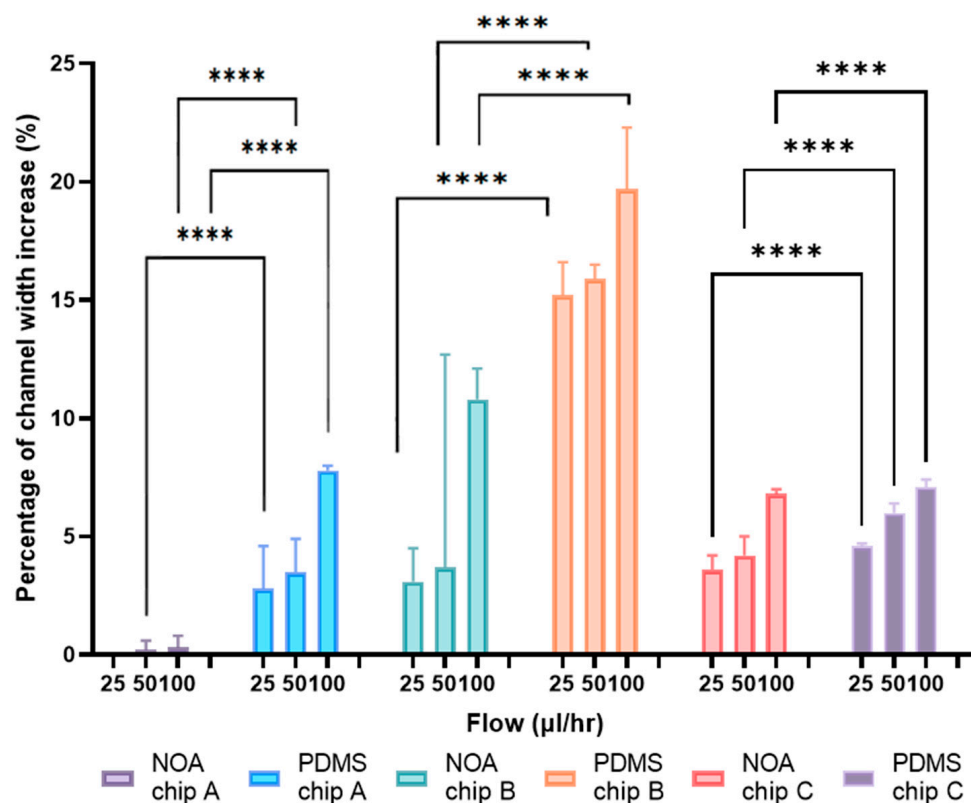 **** ****
**** **** ****
**** **** ****
****
25
20
15
10
5
0
Percentage of channel width increase (%)
25 50100 25 50100 25 50100 25 50100 25 50100 25 50100
Flow (µl/hr)
NOA PDMS NOA PDMS NOA PDMS
chip A chip A chip B chip B chip C chip C